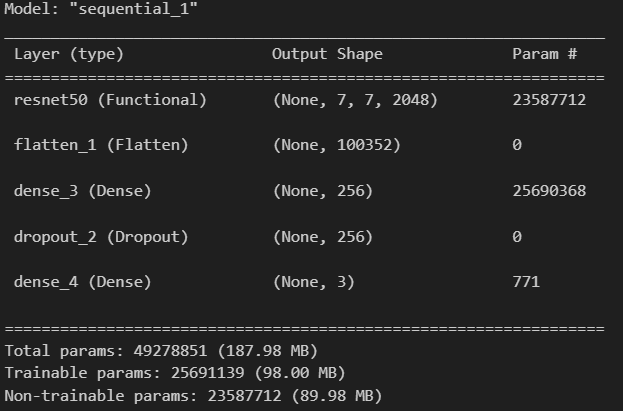 Model: "sequential_1"
_________________________________________________________________
Layer (type) Output Shape Param #
=================================================================
resnet50 (Functional) (None, 7, 7, 2048) 23587712
flatten_1 (Flatten) (None, 100352) 0
dense_3 (Dense) (None, 256) 25690368
dropout_2 (Dropout) (None, 256) 0
dense_4 (Dense) (None, 3) 771
=================================================================
Total params: 49278851 (187.98 MB)
Trainable params: 25691139 (98.00 MB)
Non-trainable params: 23587712 (89.98 MB)